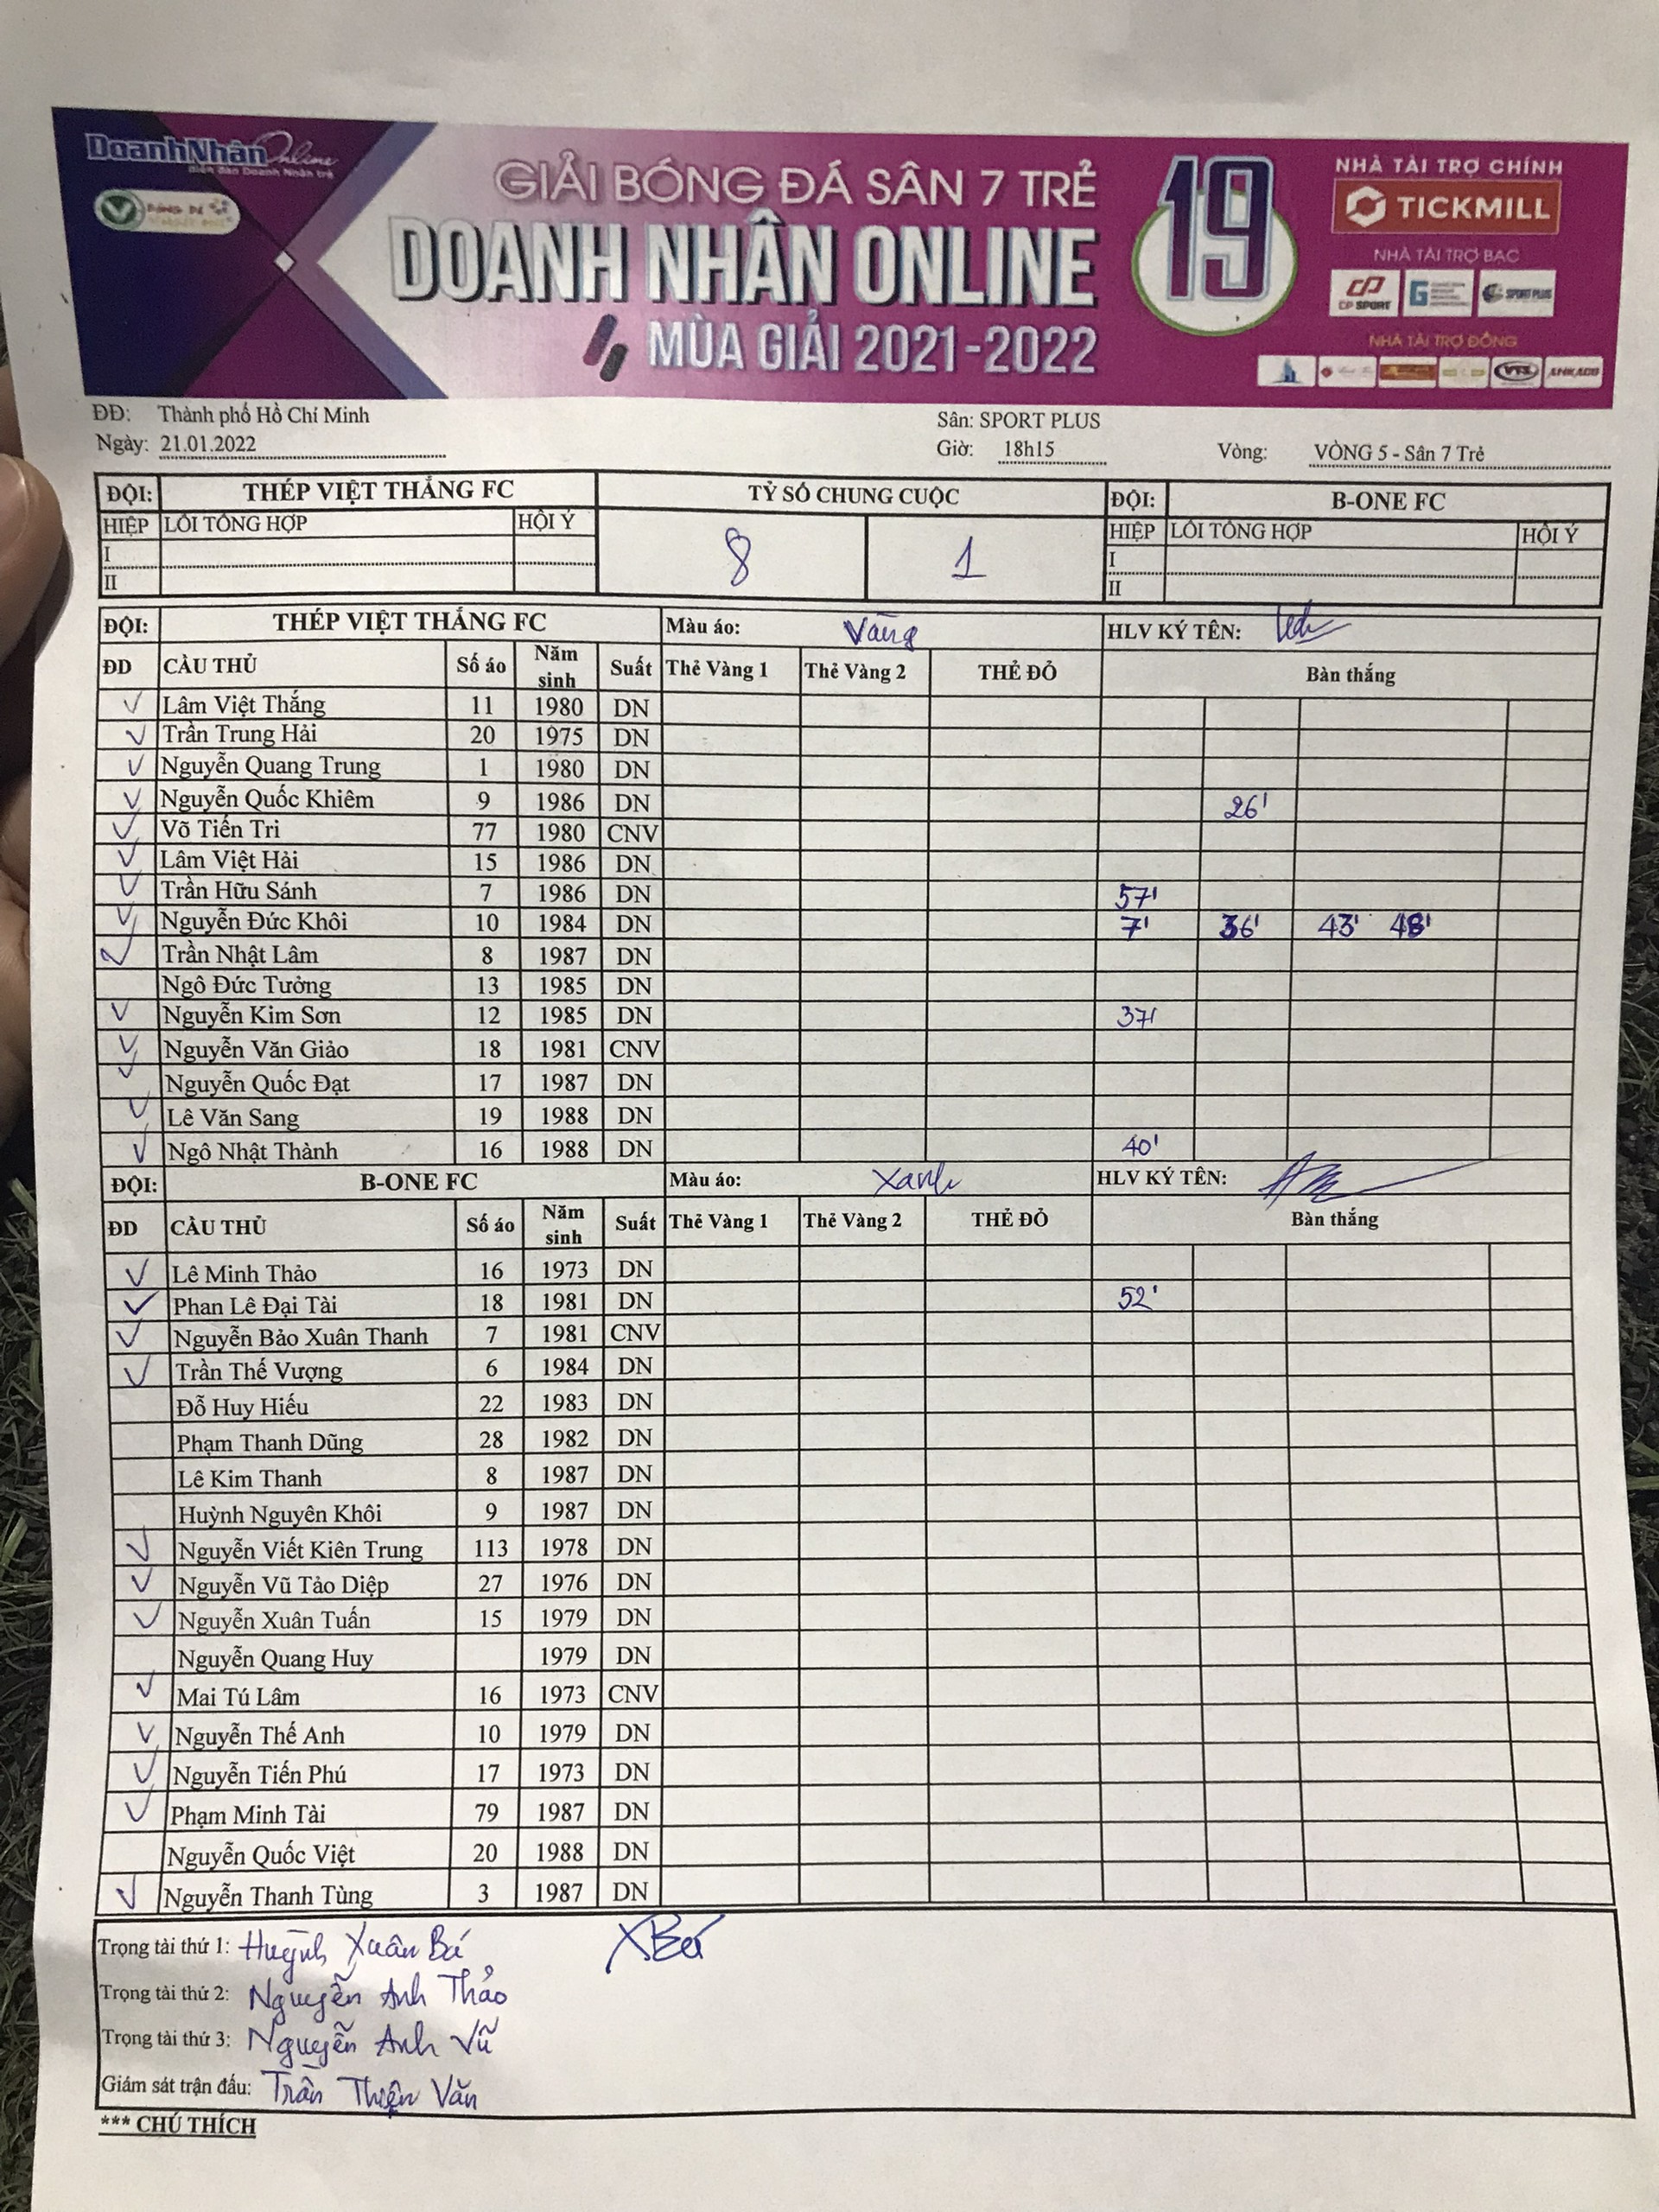 DoanhNhân Online
GIẢI BÓNG ĐÁ SÂN 7 TRẺ
DOANH NHÂN ONLINE
MÙA GIẢI 2021-2022
19
NHÀ TÀI TRỢ CHÍNH
TICKMILL
NHÀ TÀI TRỢ BẠC
CP SPORT SPORT PLUS
NHÀ TÀI TRỢ ĐỒNG
ĐĐ: Thành phố Hồ Chí Minh Sân: SPORT PLUS
Ngày: 21.01.2022 Giờ: 18h15 Vòng: VÒNG 5 - Sân 7 Trẻ
ĐỘI: THÉP VIỆT THẮNG FC TỶ SỐ CHUNG CUỘC ĐỘI: B-ONE FC
HIỆP LỖI TỔNG HỢP HỘI Ý 8 1 HIỆP LỖI TỔNG HỢP HỘI Ý
I I
II II
ĐỘI: THÉP VIỆT THẮNG FC Màu áo: Vàng HLV KÝ TÊN:
ĐD CẦU THỦ Số áo Năm sinh Suất Thẻ Vàng 1 Thẻ Vàng 2 THẺ ĐỎ Bàn thắng
Lâm Việt Thắng 11 1980 DN
Trần Trung Hải 20 1975 DN
Nguyễn Quang Trung 1 1980 DN
Nguyễn Quốc Khiêm 9 1986 DN 26'
Võ Tiến Tri 77 1980 CNV
Lâm Việt Hải 15 1986 DN
Trần Hữu Sánh 7 1986 DN 57'
Nguyễn Đức Khôi 10 1984 DN 7' 36' 43' 48'
Trần Nhật Lâm 8 1987 DN
Ngô Đức Tưởng 13 1985 DN
Nguyễn Kim Sơn 12 1985 DN 37'
Nguyễn Văn Giảo 18 1981 CNV
Nguyễn Quốc Đạt 17 1987 DN
Lê Văn Sang 19 1988 DN
Ngô Nhật Thành 16 1988 DN 40'
ĐỘI: B-ONE FC Màu áo: Xanh HLV KÝ TÊN:
ĐD CẦU THỦ Số áo Năm sinh Suất Thẻ Vàng 1 Thẻ Vàng 2 THẺ ĐỎ Bàn thắng
Lê Minh Thảo 16 1973 DN
Phan Lê Đại Tài 18 1981 DN 52'
Nguyễn Bảo Xuân Thanh 7 1981 CNV
Trần Thế Vượng 6 1984 DN
Đỗ Huy Hiếu 22 1983 DN
Phạm Thanh Dũng 28 1982 DN
Lê Kim Thanh 8 1987 DN
Huỳnh Nguyên Khôi 9 1987 DN
Nguyễn Viết Kiên Trung 113 1978 DN
Nguyễn Vũ Tảo Diệp 27 1976 DN
Nguyễn Xuân Tuấn 15 1979 DN
Nguyễn Quang Huy 1979 DN
Mai Tú Lâm 16 1973 CNV
Nguyễn Thế Anh 10 1979 DN
Nguyễn Tiến Phú 17 1973 DN
Phạm Minh Tài 79 1987 DN
Nguyễn Quốc Việt 20 1988 DN
Nguyễn Thanh Tùng 3 1987 DN
Trọng tài thứ 1: Huỳnh Xuân Bá XBá
Trọng tài thứ 2: Nguyễn Anh Thảo
Trọng tài thứ 3: Nguyễn Anh Vũ
Giám sát trận đấu: Trần Thiện Văn
*** CHÚ THÍCH